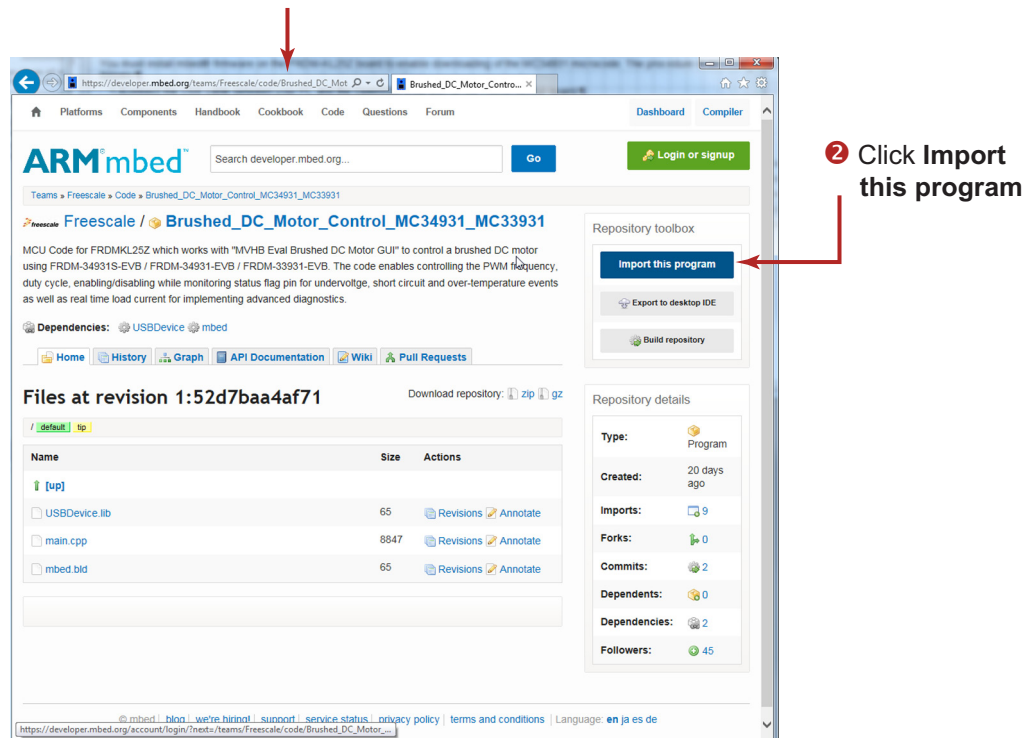 https://developer.mbed.org/teams/Freescale/code/Brushed_DC_Mot
Brushed_DC_Motor_Contro...
Platforms Components Handbook Cookbook Code Questions Forum Dashboard Compiler
ARM®mbed™ Search developer.mbed.org... Go Login or signup
❷ Click Import
this program
Teams » Freescale » Code » Brushed_DC_Motor_Control_MC34931_MC33931
freescale Freescale / Brushed_DC_Motor_Control_MC34931_MC33931
MCU Code for FRDMKL25Z which works with "MVHB Eval Brushed DC Motor GUI" to control a brushed DC motor
using FRDM-34931S-EVB / FRDM-34931-EVB / FRDM-33931-EVB. The code enables controlling the PWM frequency,
duty cycle, enabling/disabling while monitoring status flag pin for undervoltge, short circuit and over-temperature events
as well as real time load current for implementing advanced diagnostics.
Dependencies: USBDevice mbed
Home History Graph API Documentation Wiki Pull Requests
Repository toolbox
Import this program
Export to desktop IDE
Build repository
Files at revision 1:52d7baa4af71 Download repository: zip gz
/ default tip
Name Size Actions
[up]
USBDevice.lib 65 Revisions Annotate
main.cpp 8847 Revisions Annotate
mbed.bld 65 Revisions Annotate
Repository details
Type: Program
Created: 20 days
ago
Imports: 9
Forks: 0
Commits: 2
Dependents: 0
Dependencies: 2
Followers: 45
© mbed | blog | we're hiring! | support | service status | privacy policy | terms and conditions | Language: en ja es de
https://developer.mbed.org/account/login/?next=/teams/Freescale/code/Brushed_DC_Motor_...